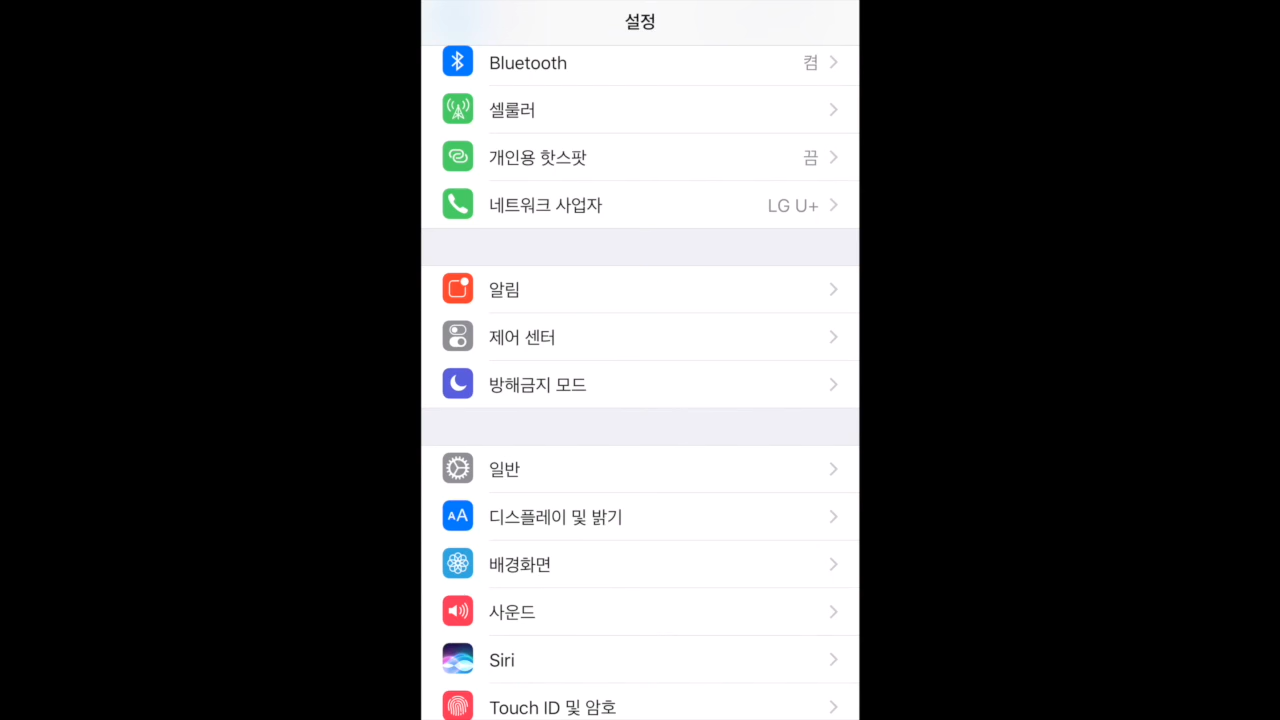 설정
Bluetooth 켬
셀룰러
개인용 핫스팟 끔
네트워크 사업자 LG U+
알림
제어 센터
방해금지 모드
일반
AA 디스플레이 및 밝기
배경화면
사운드
Siri
Touch ID 및 암호